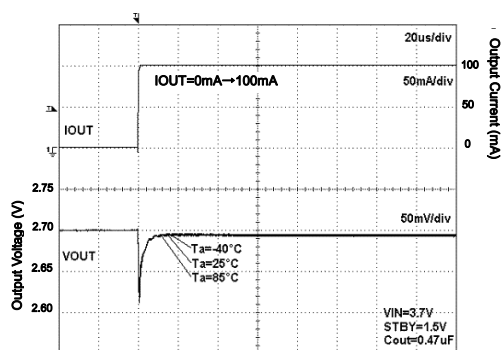 20us/div
100
IOUT=0mA→100mA
50mA/div
50
IOUT
0
Output Current (mA)
2.75
2.70
50mV/div
VOUT
Ta=-40°C
2.65
Ta=25°C
Ta=85°C
2.60
Output Voltage (V)
VIN=3.7V
STBY=1.5V
Cout=0.47uF